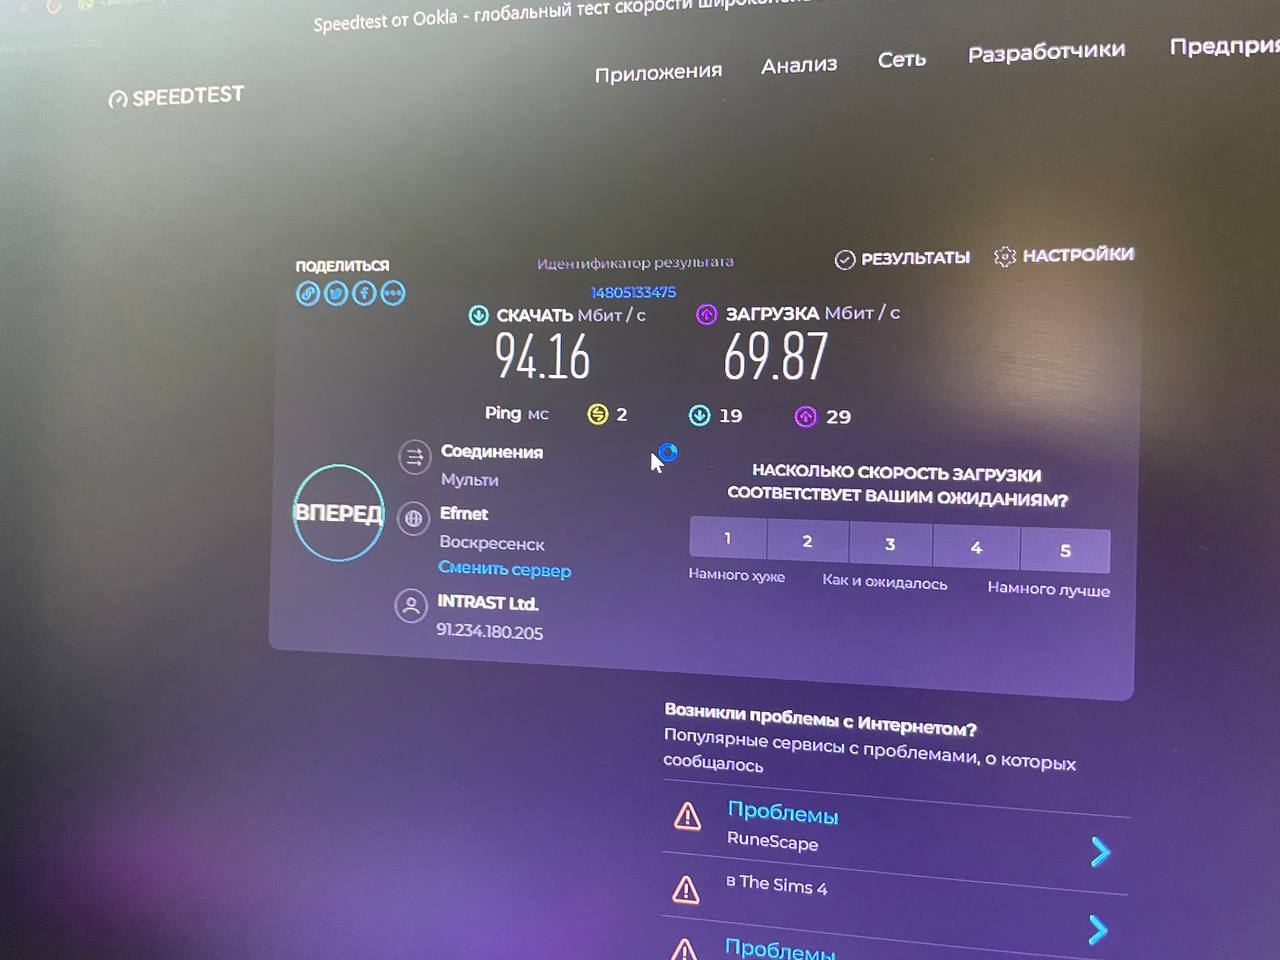 Speedtest от Ookla - глобальный тест скорости
SPEEDTEST
Приложения Анализ Сеть Разработчики
ПОДЕЛИТЬСЯ
Идентификатор результата
14805133475
РЕЗУЛЬТАТЫ НАСТРОЙКИ
СКАЧАТЬ Мбит / с
94.16
ЗАГРУЗКА Мбит / с
69.87
Ping мс 2 19 29
ВПЕРЕД
Соединения
Мульти
Efrnet
Воскресенск
Сменить сервер
INTRAST Ltd.
91.234.180.205
НАСКОЛЬКО СКОРОСТЬ ЗАГРУЗКИ
СООТВЕТСТВУЕТ ВАШИМ ОЖИДАНИЯМ?
1 2 3 4 5
Намного хуже Как и ожидалось Намного лучше
Возникли проблемы с Интернетом?
Популярные сервисы с проблемами, о которых
сообщалось
Проблемы
RuneScape
в The Sims 4
Проблемы